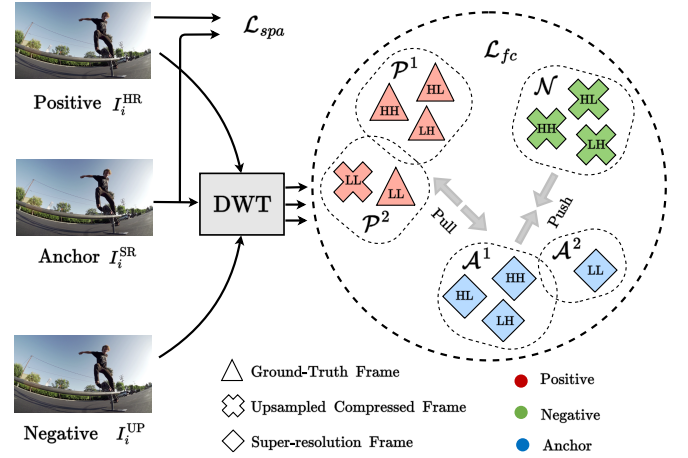 Positive I_i^HR
Anchor I_i^SR
Negative I_i^UP
L_spa
DWT
L_fc
P^1
HL
HH
LH
LL
LL
P^2
N
HL
HH
LH
Pull
Push
A^1
HH
HL
LH
A^2
LL
Ground-Truth Frame
Upsampled Compressed Frame
Super-resolution Frame
Positive
Negative
Anchor